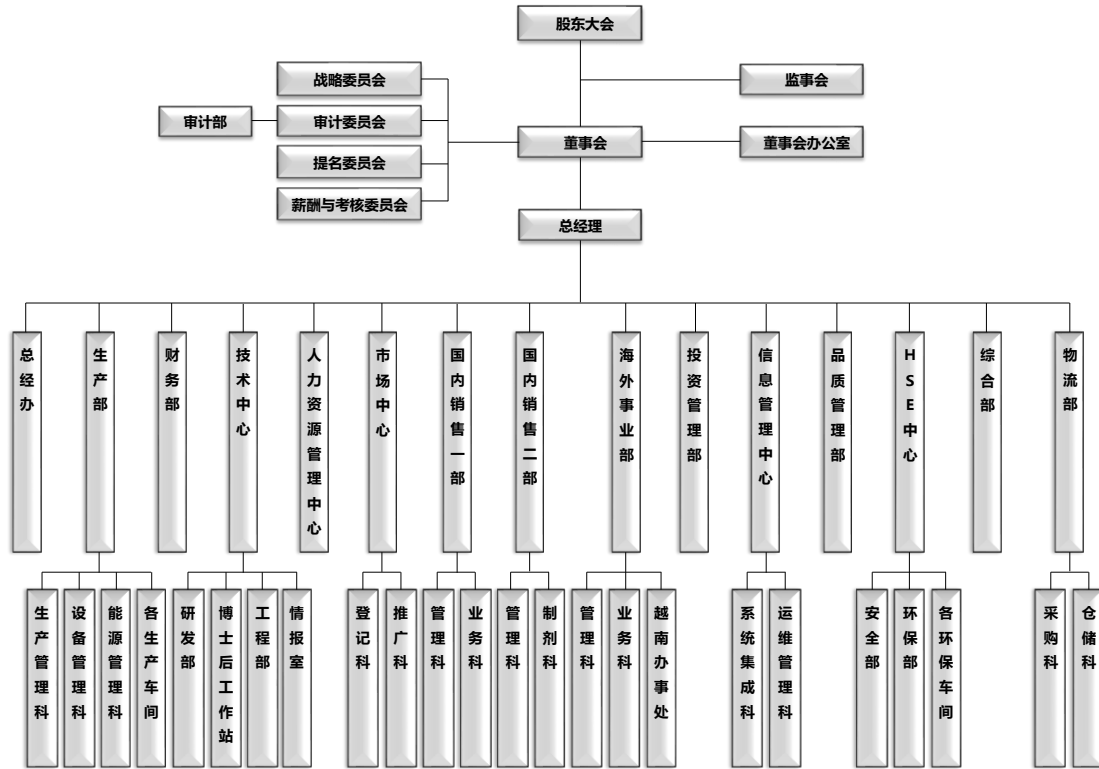 股东大会
战略委员会
监事会
审计部
审计委员会
董事会
董事会办公室
提名委员会
薪酬与考核委员会
总经理
总经办
生产部
财务部
技术中心
人力资源管理中心
市场中心
国内销售一部
国内销售二部
海外事业部
投资管理部
信息管理中心
品质管理部
HSE中心
综合部
物流部
生产管理科
设备管理科
能源管理科
各生产车间
研发部
博士后工作站
工程部
情报室
登记科
推广科
管理科
业务科
管理科
制剂科
管理科
业务科
越南办事处
系统集成科
运维管理科
安全部
环保部
各环保车间
采购科
仓储科